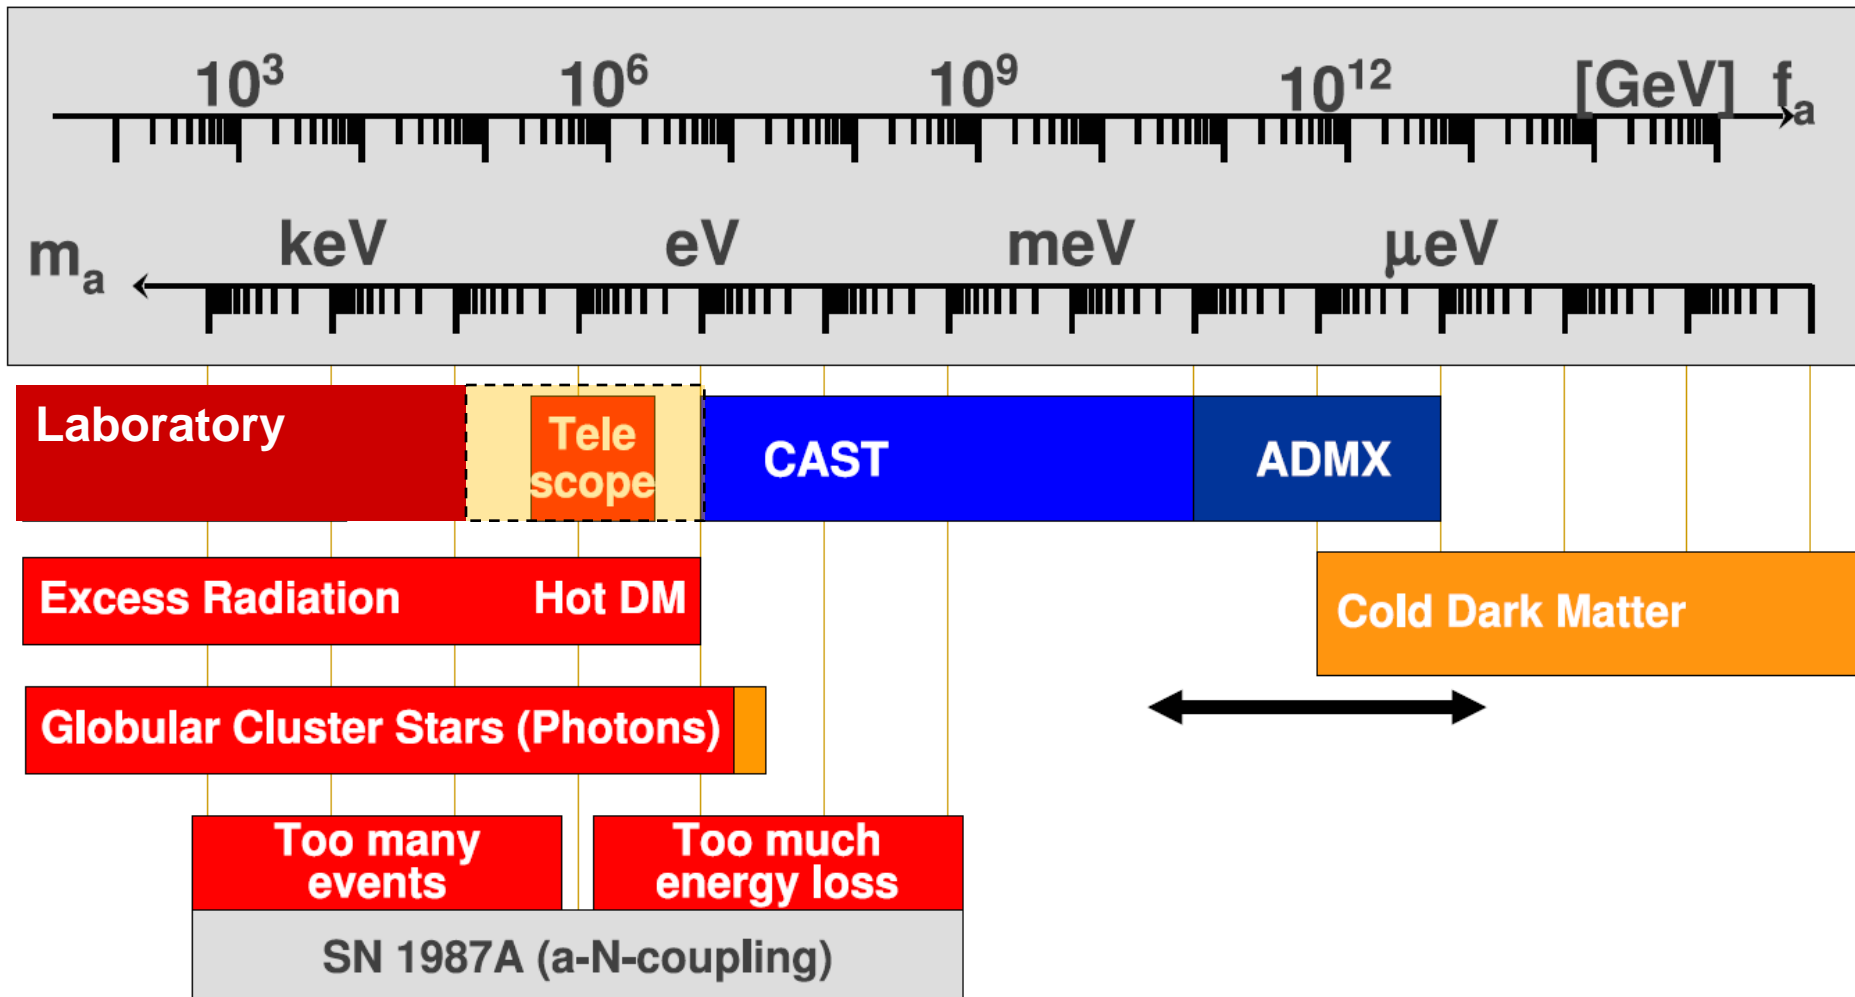 10³ 10⁶ 10⁹ 10¹² [GeV] fₐ
mₐ keV eV meV μeV
Laboratory
Tele
scope
CAST
ADMX
Excess Radiation Hot DM
Cold Dark Matter
Globular Cluster Stars (Photons)
Too many
events
Too much
energy loss
SN 1987A (a-N-coupling)